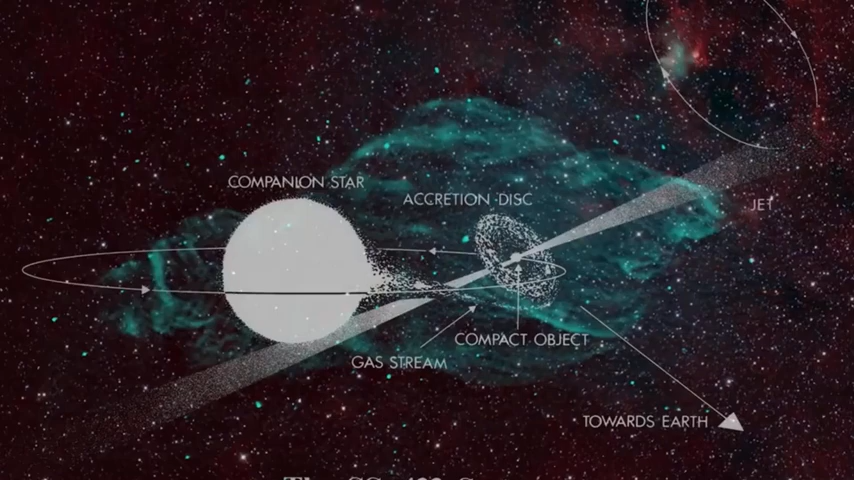 COMPANION STAR
ACCRETION DISC
JET
COMPACT OBJECT
GAS STREAM
TOWARDS EARTH